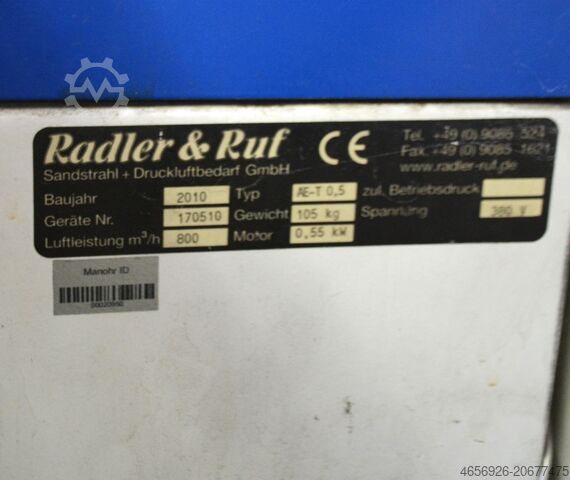 Radler & Ruf CE Tel. +49 (0) 9085 524
Sandstrahl + Druckluftbedarf GmbH Fax. +49 (0) 9085 1621
www.radler-ruf.de
Baujahr 2010 Typ AE-T 0,5 zul. Betriebsdruck
Geräte Nr. 170510 Gewicht 105 kg Spannung 380 V
Luftleistung m³/h 800 Motor 0,55 kW
Manohr ID
00020950
4656926-20677475